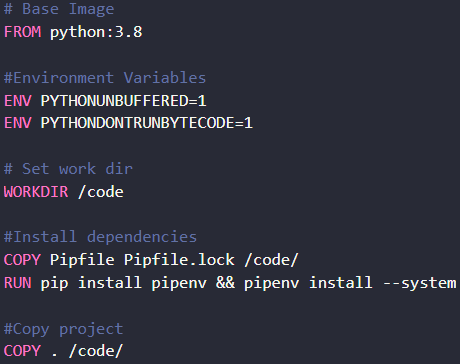 # Base Image
FROM python:3.8
#Environment Variables
ENV PYTHONUNBUFFERED=1
ENV PYTHONDONTRUNBYTECODE=1
# Set work dir
WORKDIR /code
#Install dependencies
COPY Pipfile Pipfile.lock /code/
RUN pip install pipenv && pipenv install --system
#Copy project
COPY . /code/